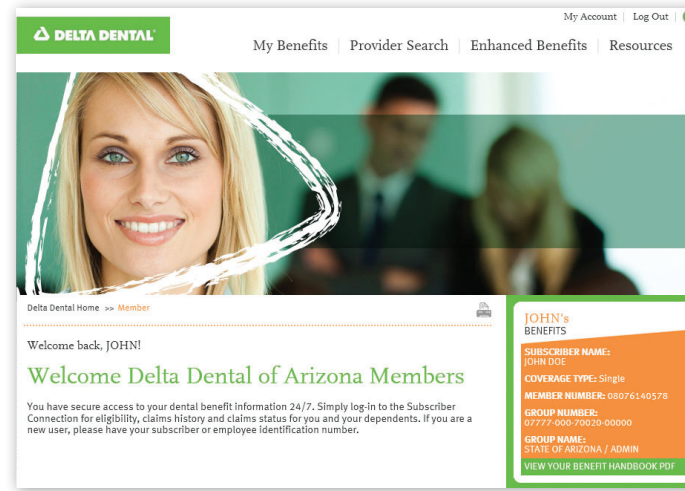 My Account | Log Out |
DELTA DENTAL®
My Benefits | Provider Search | Enhanced Benefits | Resources
Delta Dental Home >> Member
Welcome back, JOHN!
Welcome Delta Dental of Arizona Members
You have secure access to your dental benefit information 24/7. Simply log-in to the Subscriber
Connection for eligibility, claims history and claims status for you and your dependents. If you are a
new user, please have your subscriber or employee identification number.
JOHN's
BENEFITS
SUBSCRIBER NAME:
JOHN DOE
COVERAGE TYPE: Single
MEMBER NUMBER: 08076140578
GROUP NUMBER:
07777-000-70020-00000
GROUP NAME:
STATE OF ARIZONA / ADMIN
VIEW YOUR BENEFIT HANDBOOK PDF